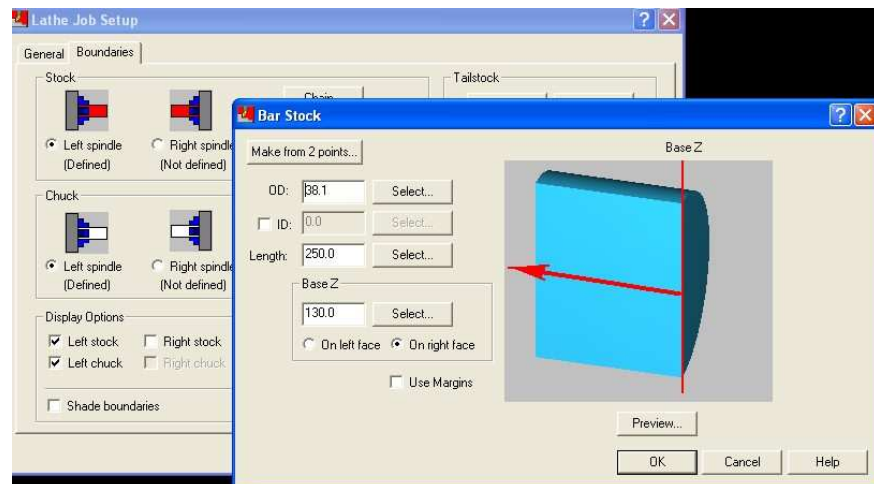 Lathe Job Setup
General Boundaries
Stock
Left spindle
(Defined)
Right spindle
(Not defined)
Chain...
Tailstock
Chuck
Left spindle
(Defined)
Right spindle
(Not defined)
Display Options
Left stock
Right stock
Left chuck
Right chuck
Shade boundaries
Bar Stock
Make from 2 points...
OD: 38.1 Select...
ID: 0.0 Select...
Length: 250.0 Select...
Base Z
130.0 Select...
On left face On right face
Use Margins
Base Z
Preview...
OK Cancel Help